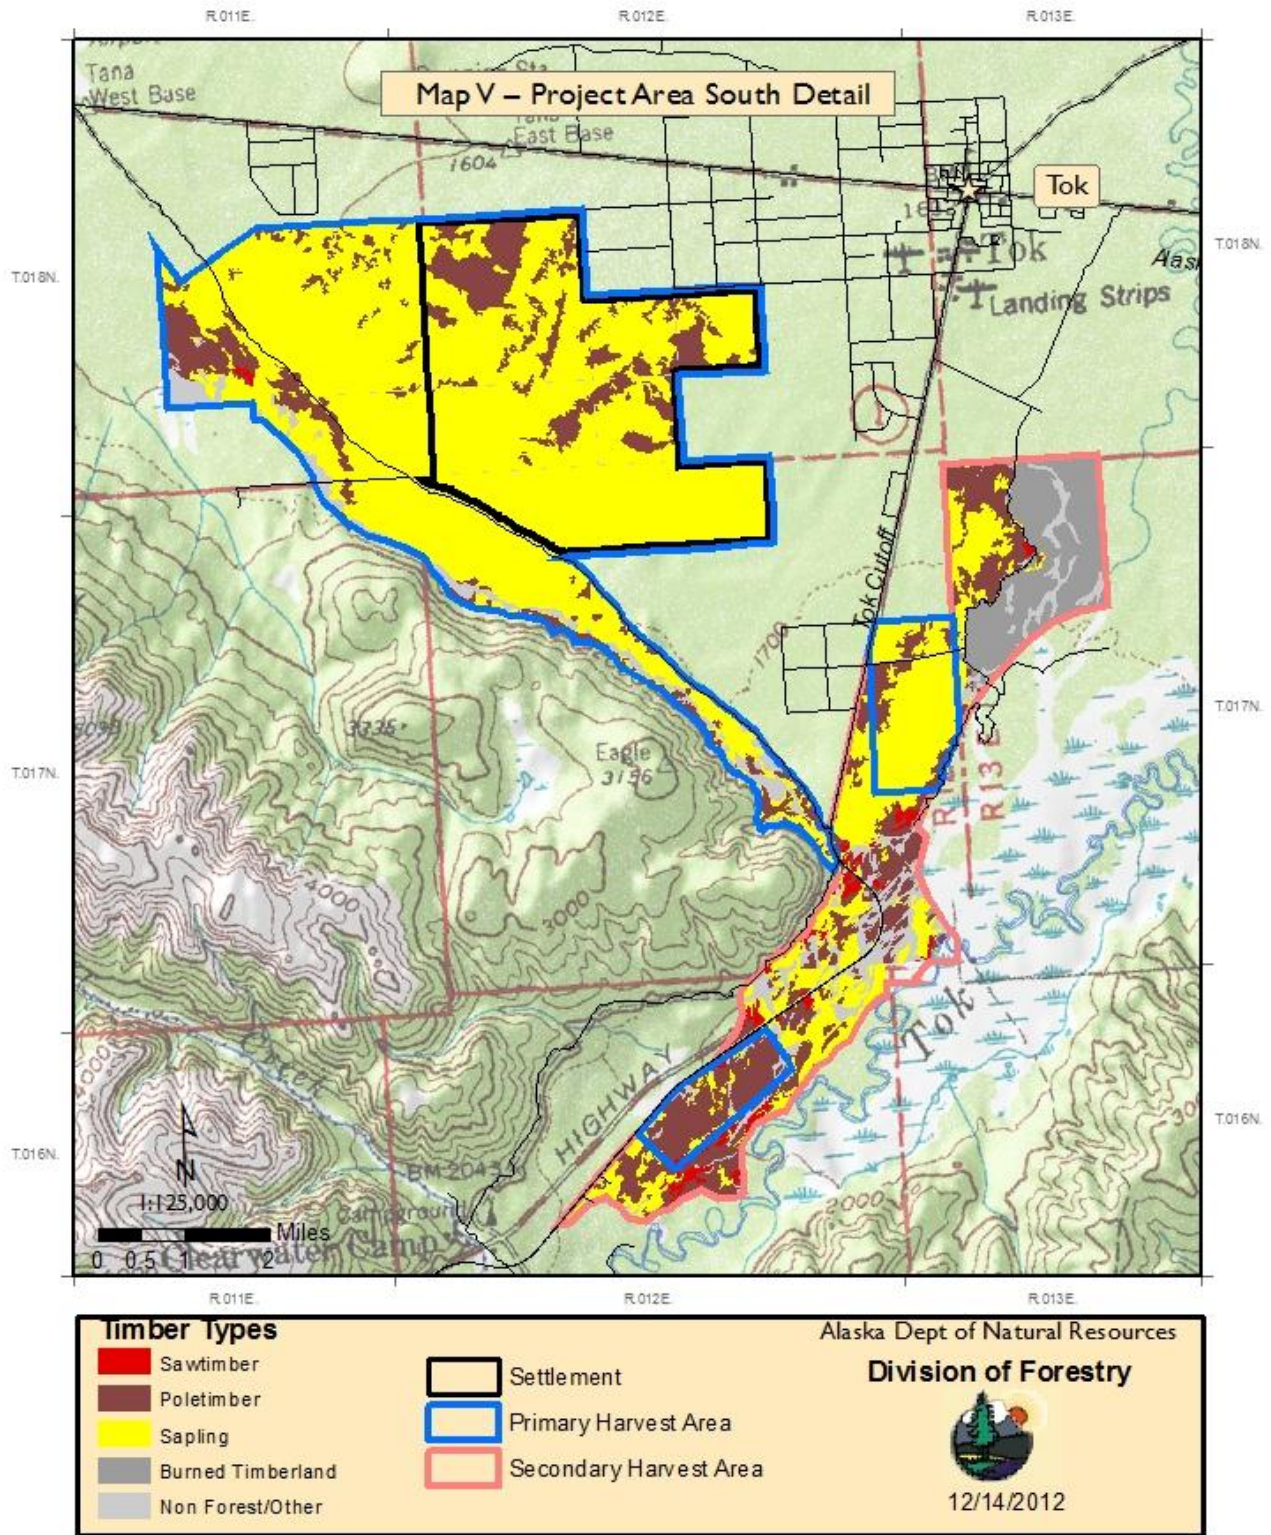 R.011E. R.012E. R.013E.
Tana
West Base
Map V – Project Area South Detail
East Base
1604
Tok
T.018N.
T.018N.
Tok
Landing Strips
Tok Cutoff
1700
T.017N.
T.017N.
3336
Eagle
3156
R13E
4000
3000
Creek
Tok
HIGHWAY
4000
T.016N.
T.016N.
N
BM 2043
1:125,000
Campground
2000
Miles
0 0.5 1 2
Clearwater Camp
R.011E. R.012E. R.013E.
Timber Types
Sawtimber
Poletimber
Sapling
Burned Timberland
Non Forest/Other
Settlement
Primary Harvest Area
Secondary Harvest Area
Alaska Dept of Natural Resources
Division of Forestry
12/14/2012